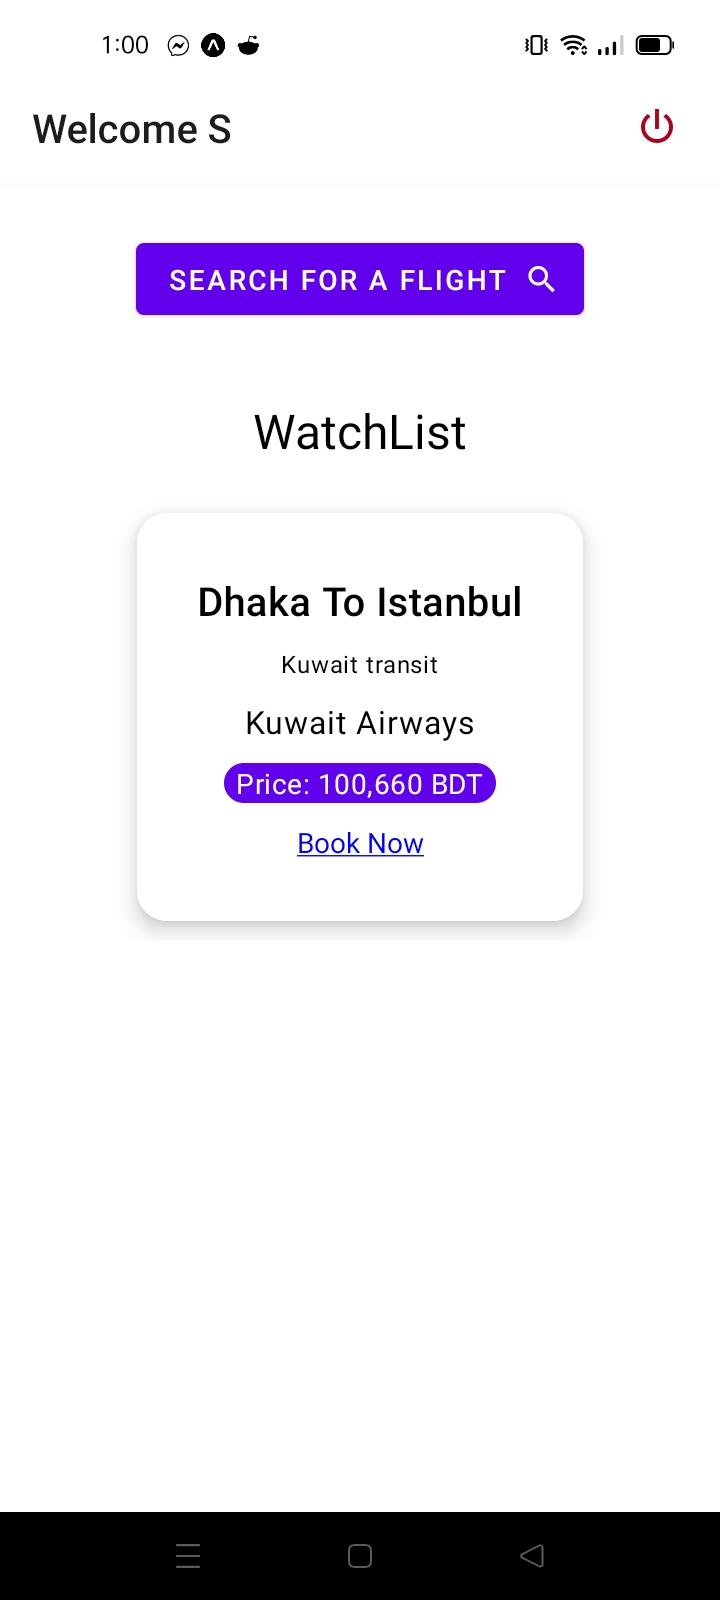 1:00
Welcome S
SEARCH FOR A FLIGHT
WatchList
Dhaka To Istanbul
Kuwait transit
Kuwait Airways
Price: 100,660 BDT
Book Now